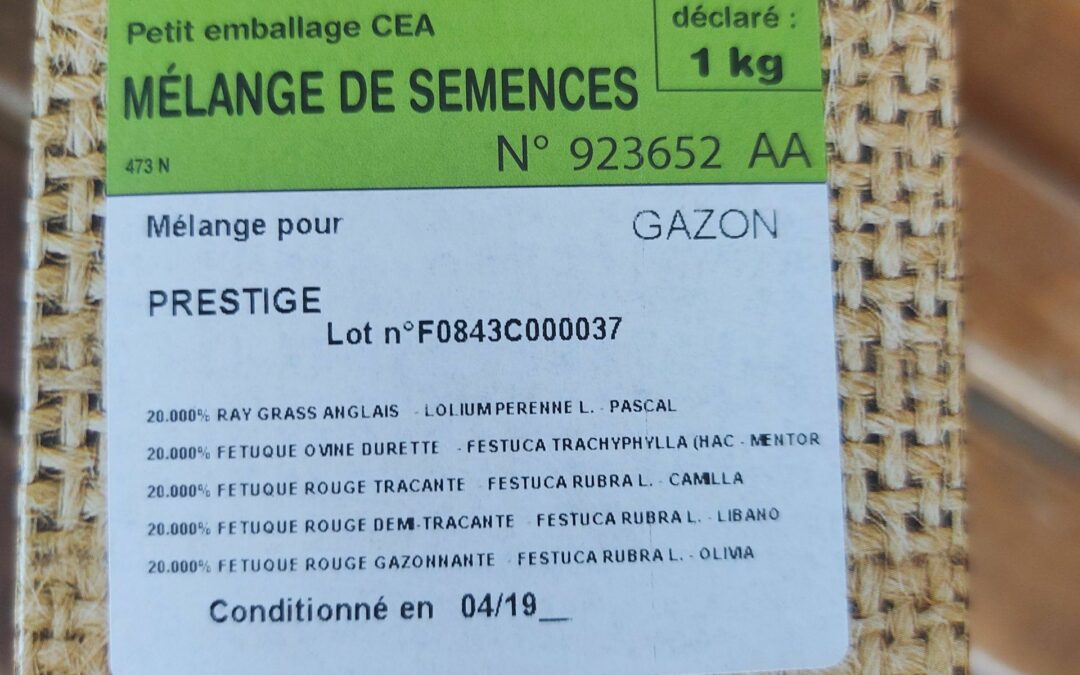 Petit emballage CEA
déclaré :
1 kg
MÉLANGE DE SEMENCES
473 N
N° 923652 AA
Mélange pour GAZON
PRESTIGE
Lot n°F0843C000037
20.000% RAY GRASS ANGLAIS - LOLIUM PERENNE L. - PASCAL
20.000% FETUQUE OVINE DURETTE - FESTUCA TRACHYPHYLLA (HAC - MENTOR
20.000% FETUQUE ROUGE TRACANTE - FESTUCA RUBRA L. - CAMILLA
20.000% FETUQUE ROUGE DEMI-TRACANTE - FESTUCA RUBRA L. - LIBANO
20.000% FETUQUE ROUGE GAZONNANTE - FESTUCA RUBRA L. - OLIVIA
Conditionné en 04/19__